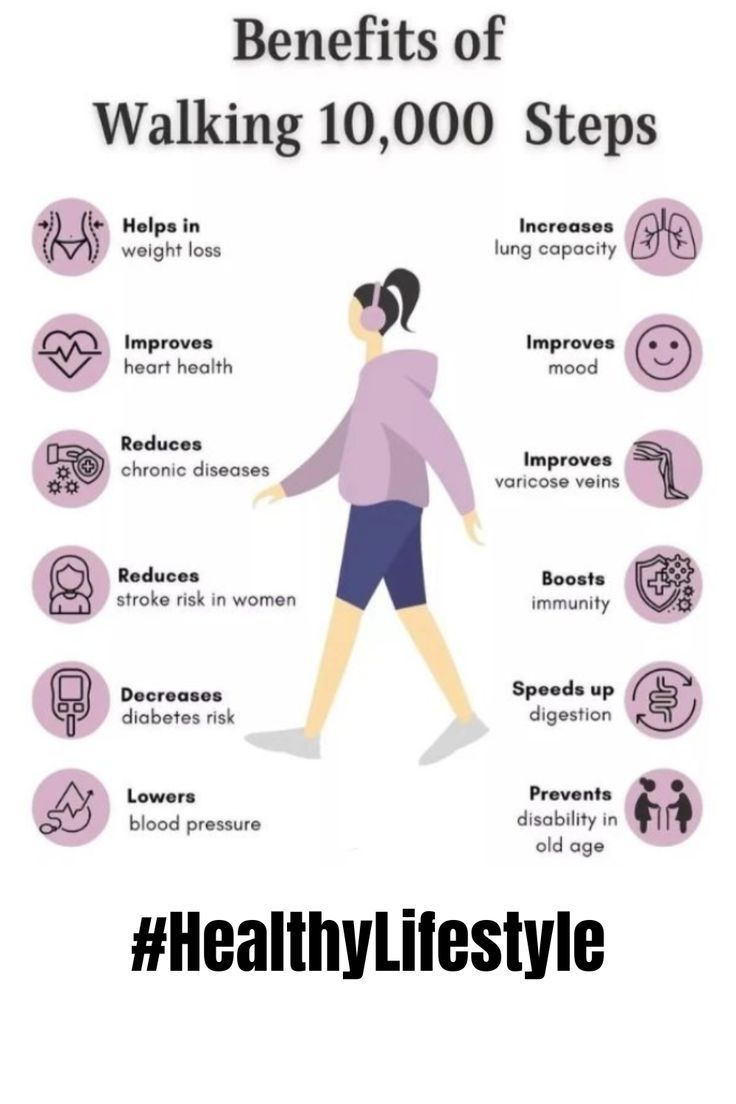 Benefits of
Walking 10,000 Steps
Helps in
weight loss
Improves
heart health
Reduces
chronic diseases
Reduces
stroke risk in women
Decreases
diabetes risk
Lowers
blood pressure
Increases
lung capacity
Improves
mood
Improves
varicose veins
Boosts
immunity
Speeds up
digestion
Prevents
disability in
old age
#HealthyLifestyle